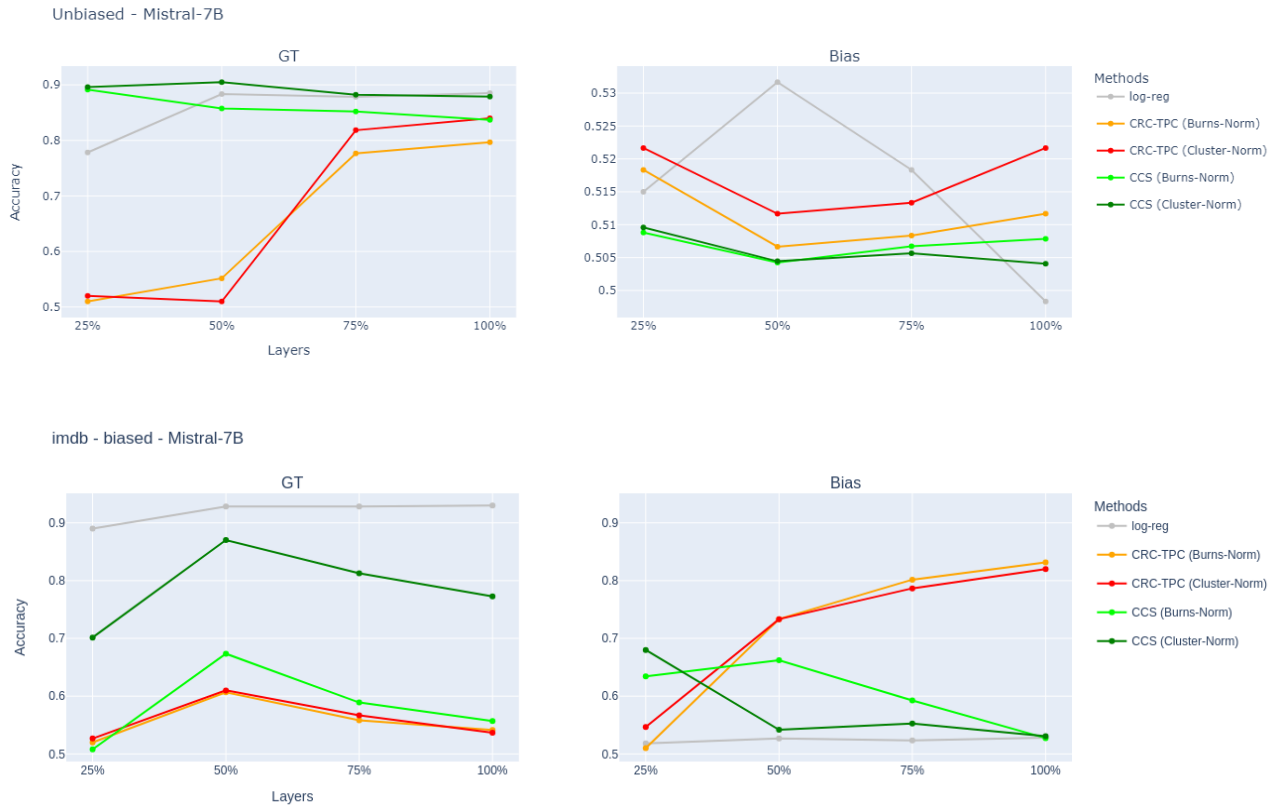 Unbiased - Mistral-7B
GT
Bias
Accuracy
0.9
0.8
0.7
0.6
0.5
25%
50%
75%
100%
Layers
0.53
0.525
0.52
0.515
0.51
0.505
0.5
25%
50%
75%
100%
Methods
log-reg
CRC-TPC (Burns-Norm)
CRC-TPC (Cluster-Norm)
CCS (Burns-Norm)
CCS (Cluster-Norm)
imdb - biased - Mistral-7B
GT
Bias
Accuracy
0.9
0.8
0.7
0.6
0.5
25%
50%
75%
100%
Layers
0.9
0.8
0.7
0.6
0.5
25%
50%
75%
100%
Methods
log-reg
CRC-TPC (Burns-Norm)
CRC-TPC (Cluster-Norm)
CCS (Burns-Norm)
CCS (Cluster-Norm)